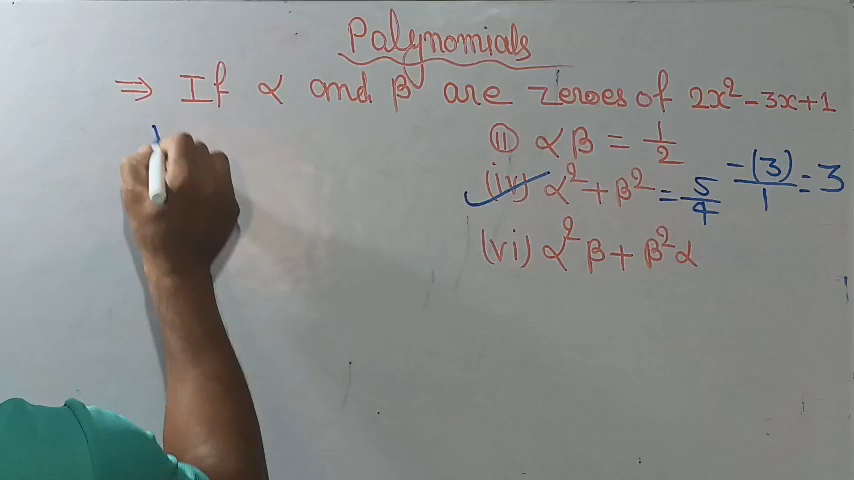 Palynomials
⇒ If α and β are zeroes of 2x² - 3x + 1
(ii) αβ = 1/2
(iv) α² + β² = 5/4 -(3)/1 = 3
(vi) α²β + β²α